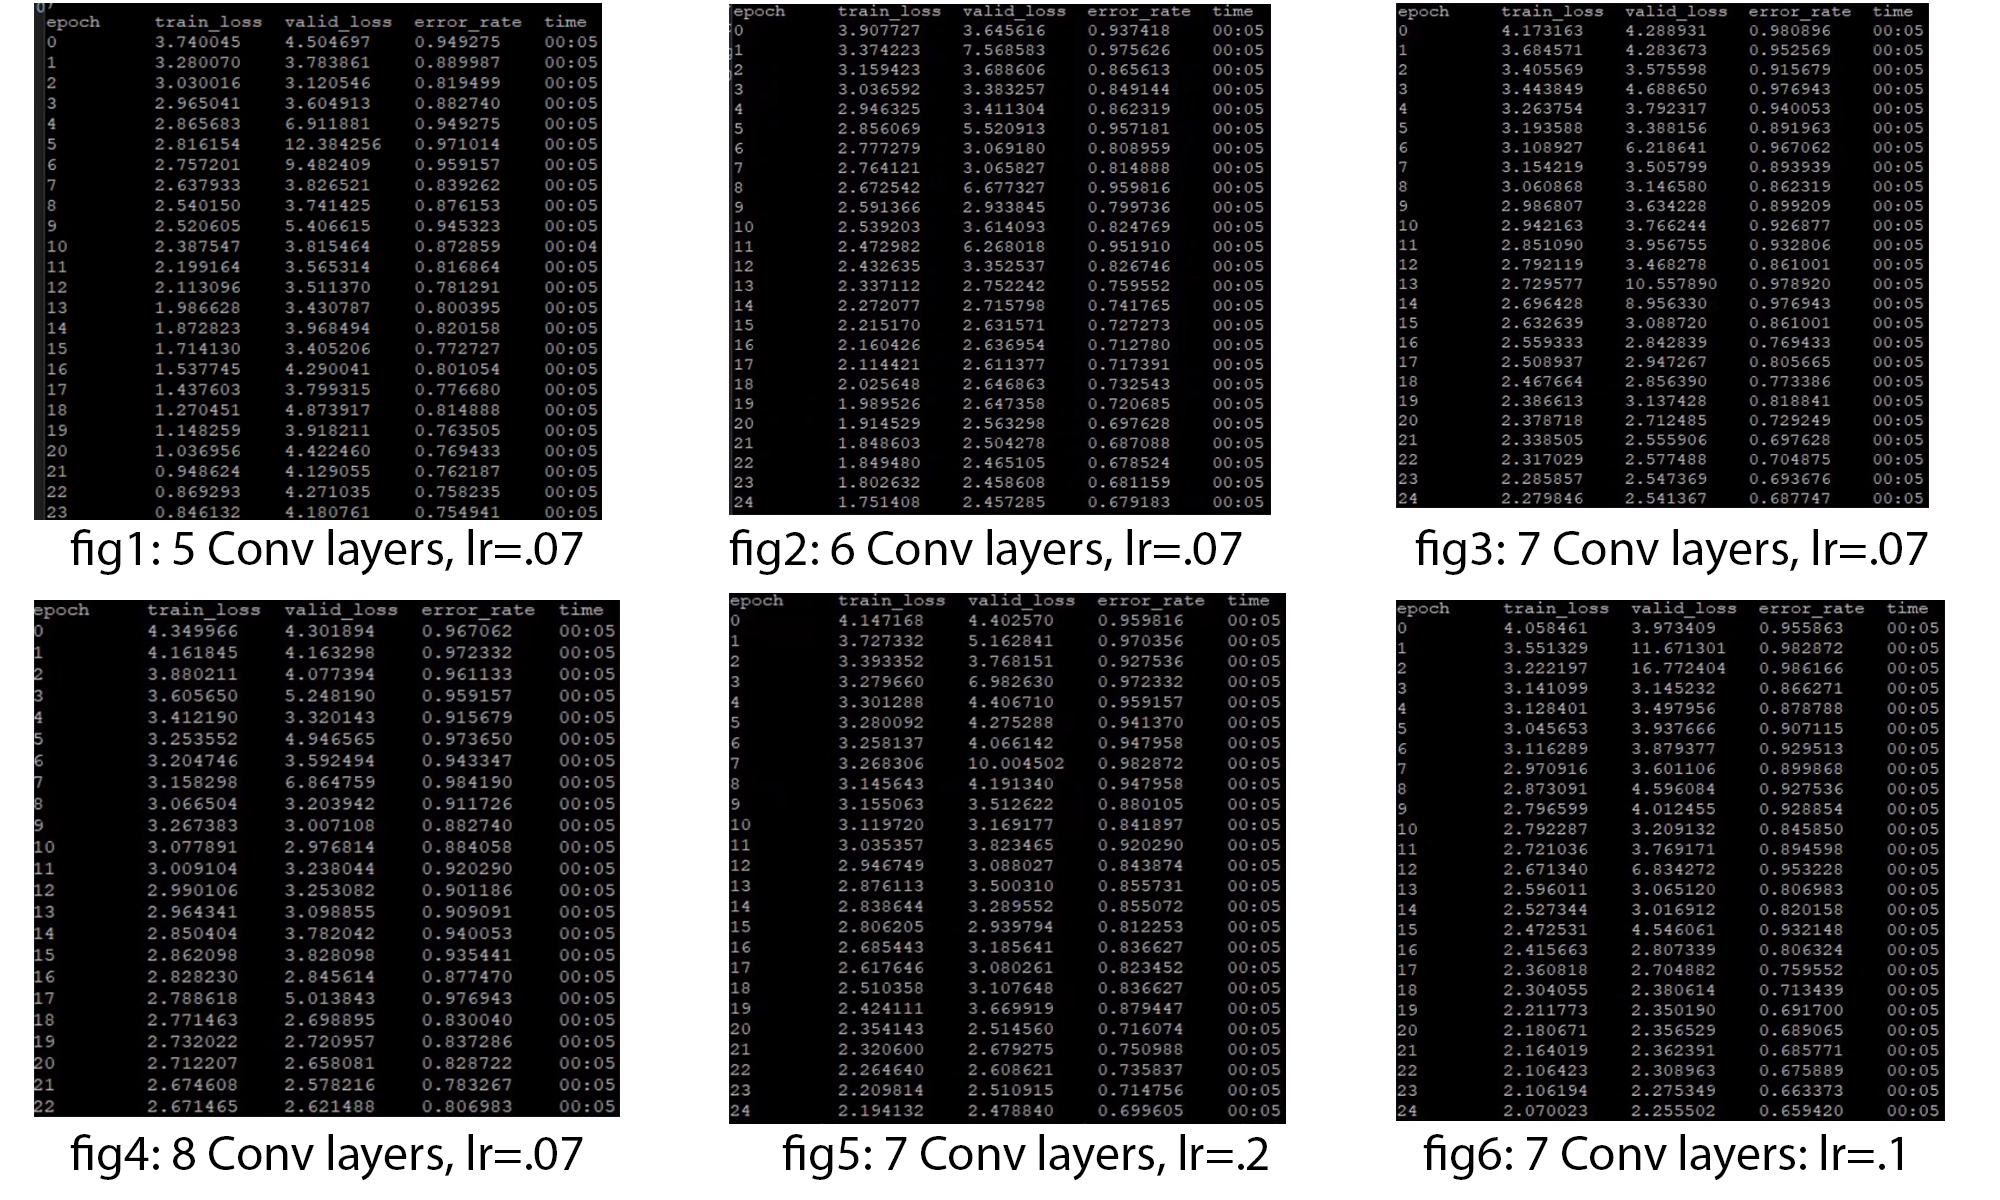 epoch train_loss valid_loss error_rate time
0 3.740045 4.504697 0.949275 00:05
1 3.280070 3.783861 0.889987 00:05
2 3.030016 3.120546 0.819499 00:05
3 2.965041 3.604913 0.882740 00:05
4 2.865683 6.911881 0.949275 00:05
5 2.816154 12.384256 0.971014 00:05
6 2.757201 9.482409 0.959157 00:05
7 2.637933 3.826521 0.839262 00:05
8 2.540150 3.741425 0.876153 00:05
9 2.520605 5.406615 0.945323 00:05
10 2.387547 3.815464 0.872859 00:04
11 2.199164 3.565314 0.816864 00:05
12 2.113096 3.511370 0.781291 00:05
13 1.986628 3.430787 0.800395 00:05
14 1.872823 3.968494 0.820158 00:05
15 1.714130 3.405206 0.772727 00:05
16 1.537745 4.290041 0.801054 00:05
17 1.437603 3.799315 0.776680 00:05
18 1.270451 4.873917 0.814888 00:05
19 1.148259 3.918211 0.763505 00:05
20 1.036956 4.422460 0.769433 00:05
21 0.948624 4.129055 0.762187 00:05
22 0.869293 4.271035 0.758235 00:05
23 0.846132 4.180761 0.754941 00:05
fig1: 5 Conv layers, lr=.07
epoch train_loss valid_loss error_rate time
0 3.907727 3.645616 0.937418 00:05
1 3.374223 7.568583 0.975626 00:05
2 3.159423 3.688606 0.865613 00:05
3 3.036592 3.383257 0.849144 00:05
4 2.946325 3.411304 0.862319 00:05
5 2.856069 5.520913 0.957181 00:05
6 2.777279 3.069180 0.808959 00:05
7 2.764121 3.065827 0.814888 00:05
8 2.672542 6.677327 0.959816 00:05
9 2.591366 2.933845 0.799736 00:05
10 2.539203 3.614093 0.824769 00:05
11 2.472982 6.268018 0.951910 00:05
12 2.432635 3.352537 0.826746 00:05
13 2.337112 2.752242 0.759552 00:05
14 2.272077 2.715798 0.741765 00:05
15 2.215170 2.631571 0.727273 00:05
16 2.160426 2.636954 0.712780 00:05
17 2.114421 2.611377 0.717391 00:05
18 2.025648 2.646863 0.732543 00:05
19 1.989526 2.647358 0.720685 00:05
20 1.914529 2.563298 0.697628 00:05
21 1.848603 2.504278 0.687088 00:05
22 1.849480 2.465105 0.678524 00:05
23 1.802632 2.458608 0.681159 00:05
24 1.751408 2.457285 0.679183 00:05
fig2: 6 Conv layers, lr=.07
epoch train_loss valid_loss error_rate time
0 4.173163 4.288931 0.980896 00:05
1 3.684571 4.283673 0.952569 00:05
2 3.405569 3.575598 0.915679 00:05
3 3.443849 4.688650 0.976943 00:05
4 3.263754 3.792317 0.940053 00:05
5 3.193588 3.388156 0.891963 00:05
6 3.108927 6.218641 0.967062 00:05
7 3.154219 3.505799 0.893939 00:05
8 3.060868 3.146580 0.862319 00:05
9 2.986807 3.634228 0.899209 00:05
10 2.942163 3.766244 0.926877 00:05
11 2.851090 3.956755 0.932806 00:05
12 2.792119 3.468278 0.861001 00:05
13 2.729577 10.557890 0.978920 00:05
14 2.696428 8.956330 0.976943 00:05
15 2.632639 3.088720 0.861001 00:05
16 2.559333 2.842839 0.769433 00:05
17 2.508937 2.947267 0.805665 00:05
18 2.467664 2.856390 0.773386 00:05
19 2.386613 3.137428 0.818841 00:05
20 2.378718 2.712485 0.729249 00:05
21 2.338505 2.555906 0.697628 00:05
22 2.317029 2.577488 0.704875 00:05
23 2.285857 2.547369 0.693676 00:05
24 2.279846 2.541367 0.687747 00:05
fig3: 7 Conv layers, lr=.07
epoch train_loss valid_loss error_rate time
0 4.349966 4.301894 0.967062 00:05
1 4.161845 4.163298 0.972332 00:05
2 3.880211 4.077394 0.961133 00:05
3 3.605650 5.248190 0.959157 00:05
4 3.412190 3.320143 0.915679 00:05
5 3.253552 4.946565 0.973650 00:05
6 3.204746 3.592494 0.943347 00:05
7 3.158298 6.864759 0.984190 00:05
8 3.066504 3.203942 0.911726 00:05
9 3.267383 3.007108 0.882740 00:05
10 3.077891 2.976814 0.884058 00:05
11 3.009104 3.238044 0.920290 00:05
12 2.990106 3.253082 0.901186 00:05
13 2.964341 3.098855 0.909091 00:05
14 2.850404 3.782042 0.940053 00:05
15 2.862098 3.828098 0.935441 00:05
16 2.828230 2.845614 0.877470 00:05
17 2.788618 5.013843 0.976943 00:05
18 2.771463 2.698895 0.830040 00:05
19 2.732022 2.720957 0.837286 00:05
20 2.712207 2.658081 0.828722 00:05
21 2.674608 2.578216 0.783267 00:05
22 2.671465 2.621488 0.806983 00:05
fig4: 8 Conv layers, lr=.07
epoch train_loss valid_loss error_rate time
0 4.147168 4.402570 0.959816 00:05
1 3.727332 5.162841 0.970356 00:05
2 3.393352 3.768151 0.927536 00:05
3 3.279660 6.982630 0.972332 00:05
4 3.301288 4.406710 0.959157 00:05
5 3.280092 4.275288 0.941370 00:05
6 3.258137 4.066142 0.947958 00:05
7 3.268306 10.004502 0.982872 00:05
8 3.145643 4.191340 0.947958 00:05
9 3.155063 3.512622 0.880105 00:05
10 3.119720 3.169177 0.841897 00:05
11 3.035357 3.823465 0.920290 00:05
12 2.946749 3.088027 0.843874 00:05
13 2.876113 3.500310 0.855731 00:05
14 2.838644 3.289552 0.855072 00:05
15 2.806205 2.939794 0.812253 00:05
16 2.685443 3.185641 0.836627 00:05
17 2.617646 3.080261 0.823452 00:05
18 2.510358 3.107648 0.836627 00:05
19 2.424111 3.669919 0.879447 00:05
20 2.354143 2.514560 0.716074 00:05
21 2.320600 2.679275 0.750988 00:05
22 2.264640 2.608621 0.735837 00:05
23 2.209814 2.510915 0.714756 00:05
24 2.194132 2.478840 0.699605 00:05
fig5: 7 Conv layers, lr=.2
epoch train_loss valid_loss error_rate time
0 4.058461 3.973409 0.955863 00:05
1 3.551329 11.671301 0.982872 00:05
2 3.222197 16.772404 0.986166 00:05
3 3.141099 3.145232 0.866271 00:05
4 3.128401 3.497956 0.878788 00:05
5 3.045653 3.937666 0.907115 00:05
6 3.116289 3.879377 0.929513 00:05
7 2.970916 3.601106 0.899868 00:05
8 2.873091 4.596084 0.927536 00:05
9 2.796599 4.012455 0.928854 00:05
10 2.792287 3.209132 0.845850 00:05
11 2.721036 3.769171 0.894598 00:05
12 2.671340 6.834272 0.953228 00:05
13 2.596011 3.065120 0.806983 00:05
14 2.527344 3.016912 0.820158 00:05
15 2.472531 4.546061 0.932148 00:05
16 2.415663 2.807339 0.806324 00:05
17 2.360818 2.704882 0.759552 00:05
18 2.304055 2.380614 0.713439 00:05
19 2.211773 2.350190 0.691700 00:05
20 2.180671 2.356529 0.689065 00:05
21 2.164019 2.362391 0.685771 00:05
22 2.106423 2.308963 0.675889 00:05
23 2.106194 2.275349 0.663373 00:05
24 2.070023 2.255502 0.659420 00:05
fig6: 7 Conv layers: lr=.1